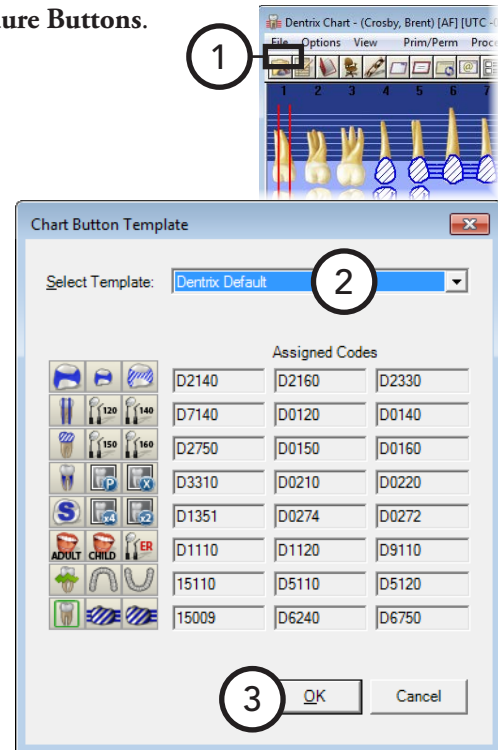 ure Buttons.
Dentrix Chart - (Crosby, Brent) [AF] [UTC -
File Options View Prim/Perm Proce
1
1 2 3 4 5 6 7
Chart Button Template
Select Template: Dentrix Default
2
Assigned Codes
D2140 D2160 D2330
120 140 D7140 D0120 D0140
150 160 D2750 D0150 D0160
P X D3310 D0210 D0220
S x4 x2 D1351 D0274 D0272
ADULT CHILD ER D1110 D1120 D9110
15110 D5110 D5120
15009 D6240 D6750
3
OK Cancel